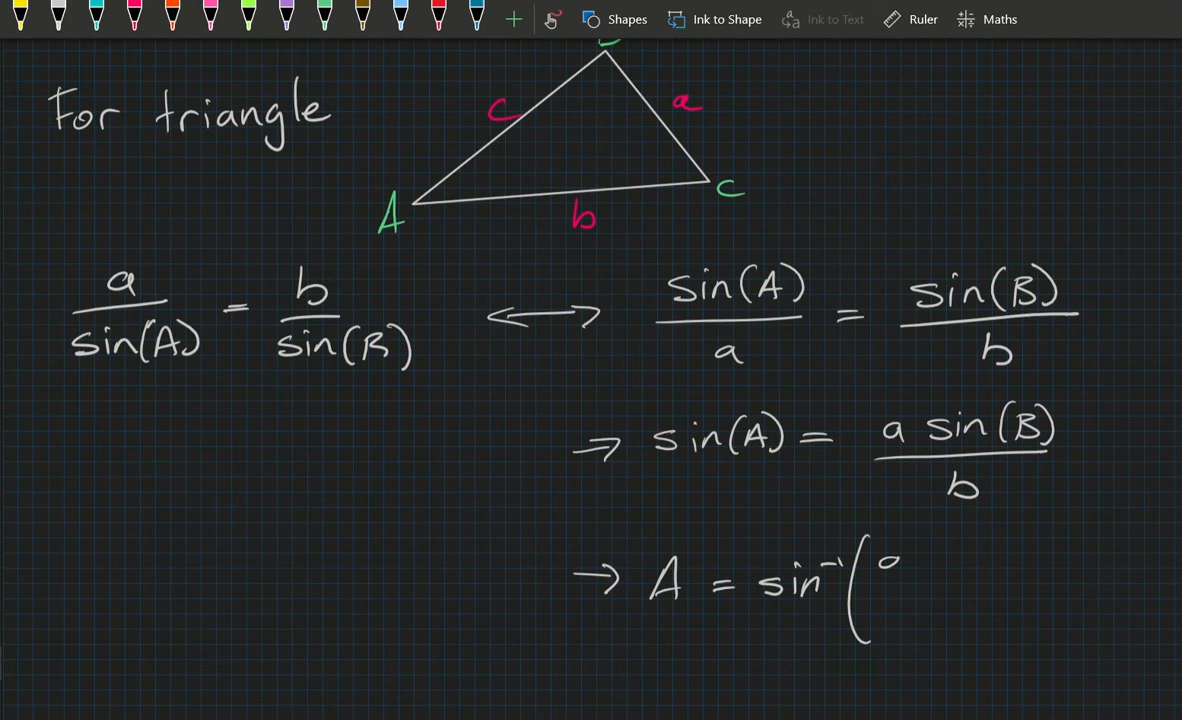 Shapes Ink to Shape Ink to Text Ruler Maths
For triangle
c a
A C
b
a/sin(A) = b/sin(B) ↔ sin(A)/a = sin(B)/b
→ sin(A) = a sin(B)/b
→ A = sin⁻¹(